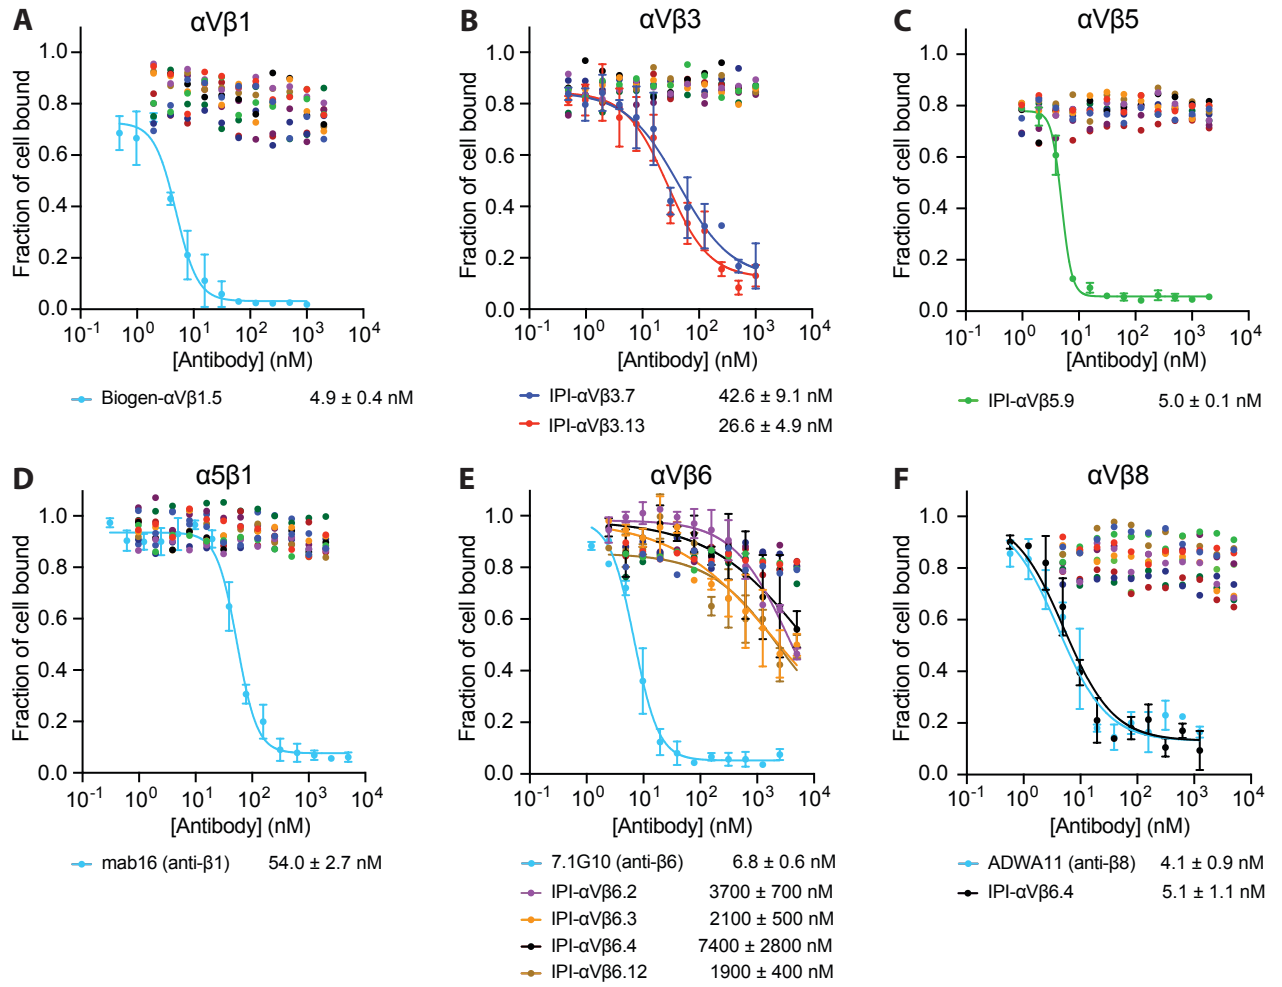 A
αVβ1
Fraction of cell bound
1.0
0.8
0.6
0.4
0.2
0.0
10-1
100
101
102
103
104
[Antibody] (nM)
Biogen-αVβ1.5 4.9 ± 0.4 nM
B
αVβ3
Fraction of cell bound
1.0
0.8
0.6
0.4
0.2
0.0
10-1
100
101
102
103
104
[Antibody] (nM)
IPI-αVβ3.7 42.6 ± 9.1 nM
IPI-αVβ3.13 26.6 ± 4.9 nM
C
αVβ5
Fraction of cell bound
1.0
0.8
0.6
0.4
0.2
0.0
10-1
100
101
102
103
104
[Antibody] (nM)
IPI-αVβ5.9 5.0 ± 0.1 nM
D
α5β1
Fraction of cell bound
1.0
0.8
0.6
0.4
0.2
0.0
10-1
100
101
102
103
104
[Antibody] (nM)
mab16 (anti-β1) 54.0 ± 2.7 nM
E
αVβ6
Fraction of cell bound
1.0
0.8
0.6
0.4
0.2
0.0
10-1
100
101
102
103
104
[Antibody] (nM)
7.1G10 (anti-β6) 6.8 ± 0.6 nM
IPI-αVβ6.2 3700 ± 700 nM
IPI-αVβ6.3 2100 ± 500 nM
IPI-αVβ6.4 7400 ± 2800 nM
IPI-αVβ6.12 1900 ± 400 nM
F
αVβ8
Fraction of cell bound
1.0
0.8
0.6
0.4
0.2
0.0
10-1
100
101
102
103
104
[Antibody] (nM)
ADWA11 (anti-β8) 4.1 ± 0.9 nM
IPI-αVβ6.4 5.1 ± 1.1 nM